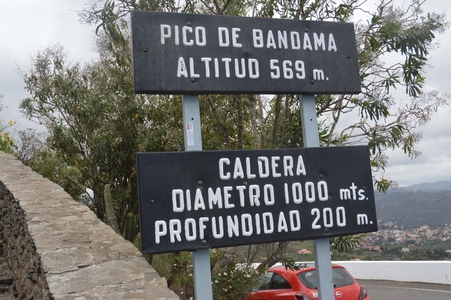 PICO DE BANDAMA
ALTITUD 569 m.
CALDERA
DIAMETRO 1000 mts.
PROFUNDIDAD 200 m.